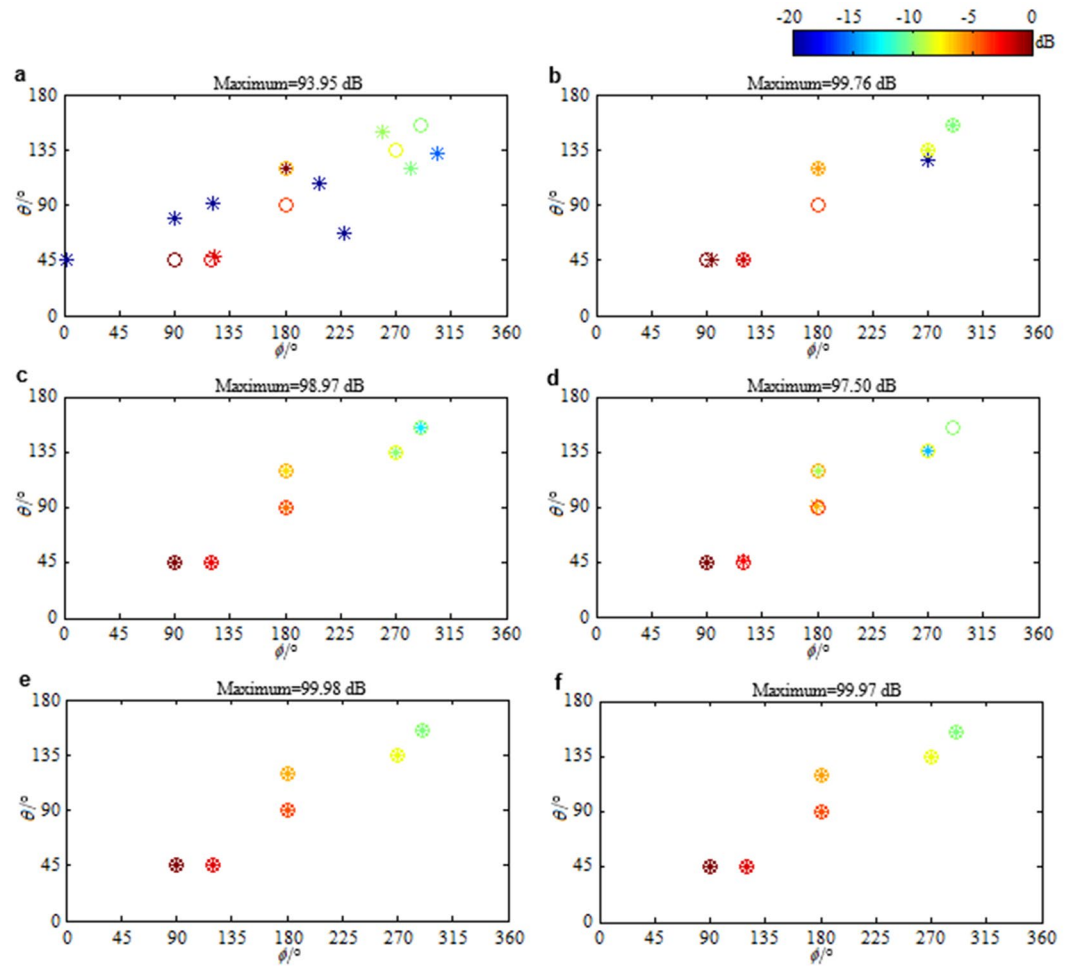 -20 -15 -10 -5 0
dB
a
Maximum=93.95 dB
180
135
90
45
0
θ/°
0 45 90 135 180 225 270 315 360
ϕ/°
b
Maximum=99.76 dB
180
135
90
45
0
θ/°
0 45 90 135 180 225 270 315 360
ϕ/°
c
Maximum=98.97 dB
180
135
90
45
0
θ/°
0 45 90 135 180 225 270 315 360
ϕ/°
d
Maximum=97.50 dB
180
135
90
45
0
θ/°
0 45 90 135 180 225 270 315 360
ϕ/°
e
Maximum=99.98 dB
180
135
90
45
0
θ/°
0 45 90 135 180 225 270 315 360
ϕ/°
f
Maximum=99.97 dB
180
135
90
45
0
θ/°
0 45 90 135 180 225 270 315 360
ϕ/°